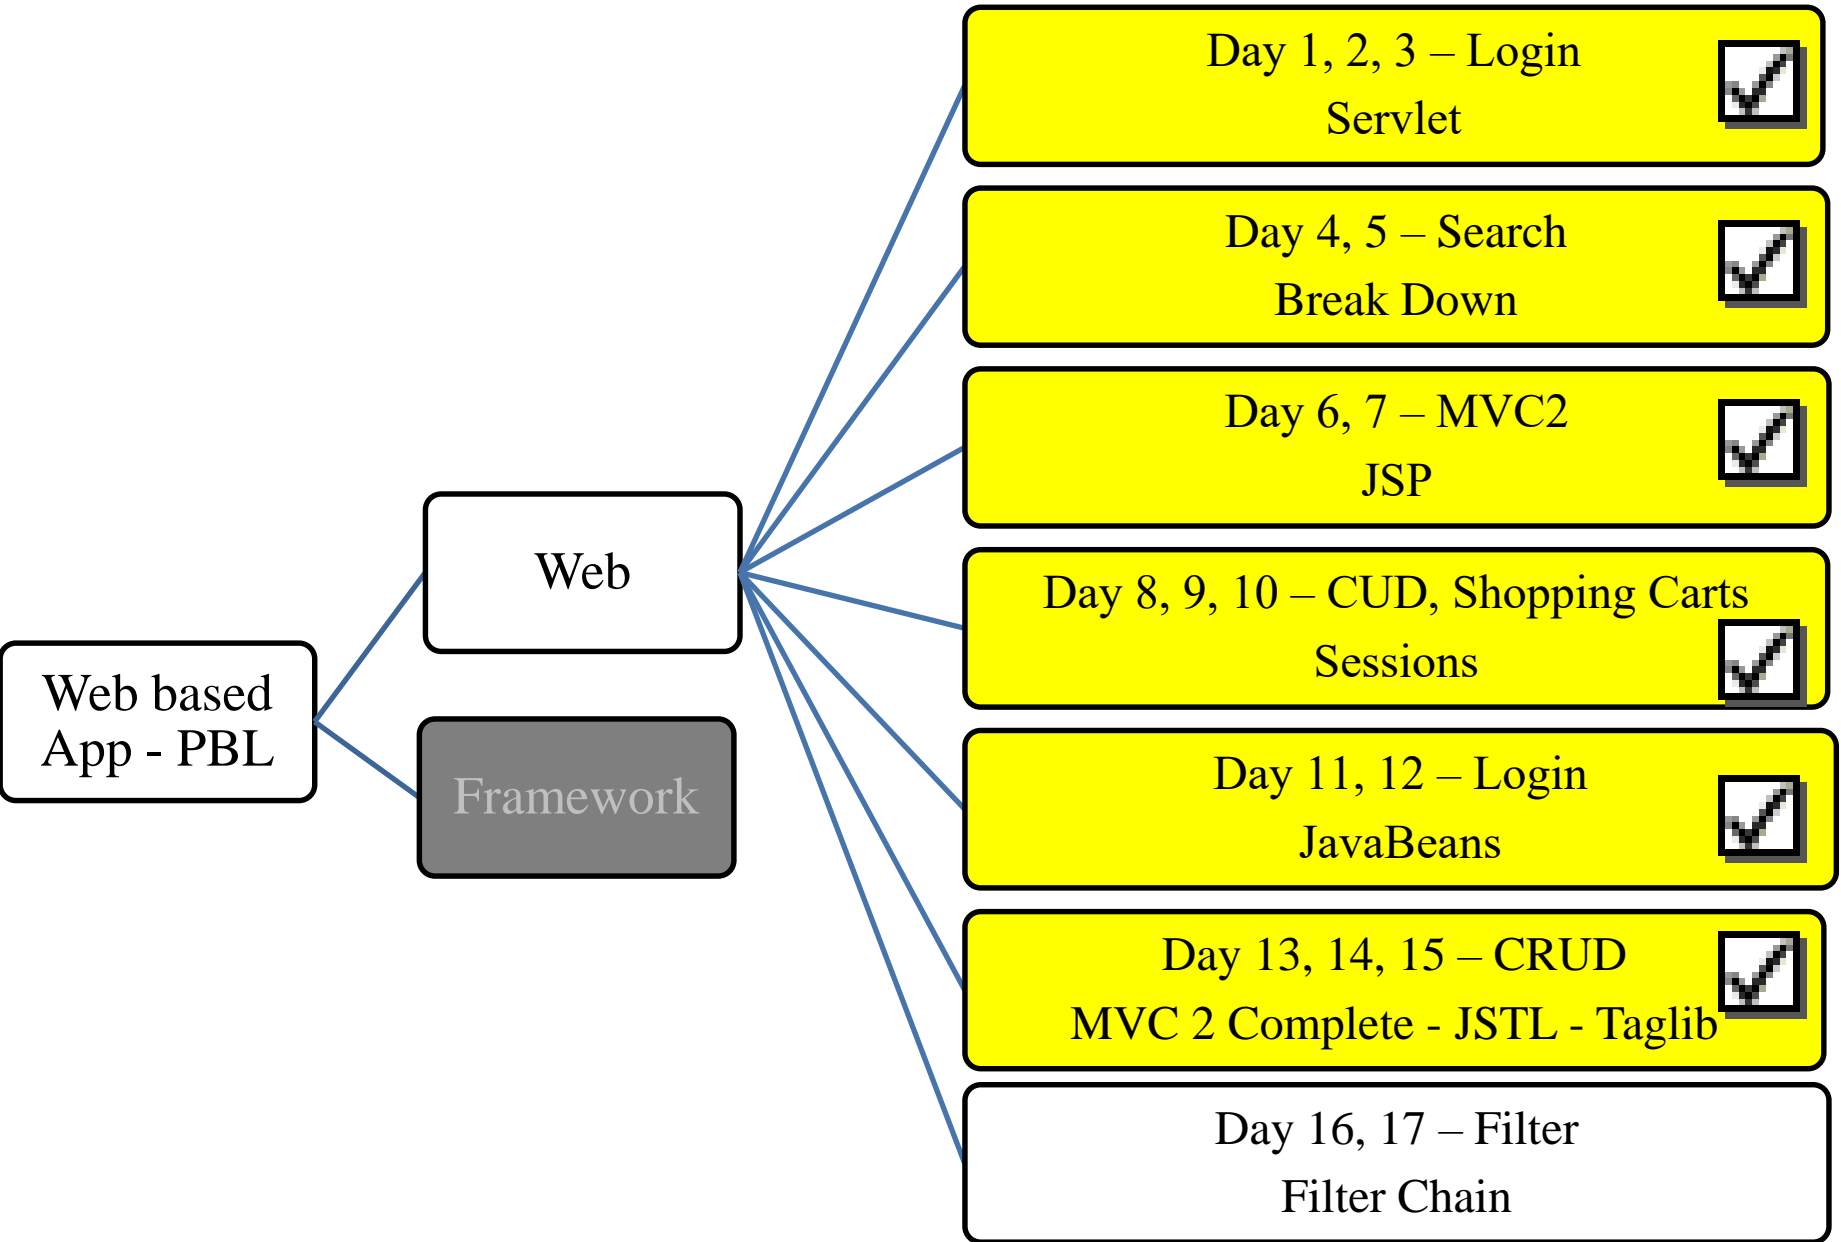 Day 1, 2, 3 – Login
Servlet
Day 4, 5 – Search
Break Down
Day 6, 7 – MVC2
JSP
Web
Day 8, 9, 10 – CUD, Shopping Carts
Sessions
Web based
App - PBL
Framework
Day 11, 12 – Login
JavaBeans
Day 13, 14, 15 – CRUD
MVC 2 Complete - JSTL - Taglib
Day 16, 17 – Filter
Filter Chain